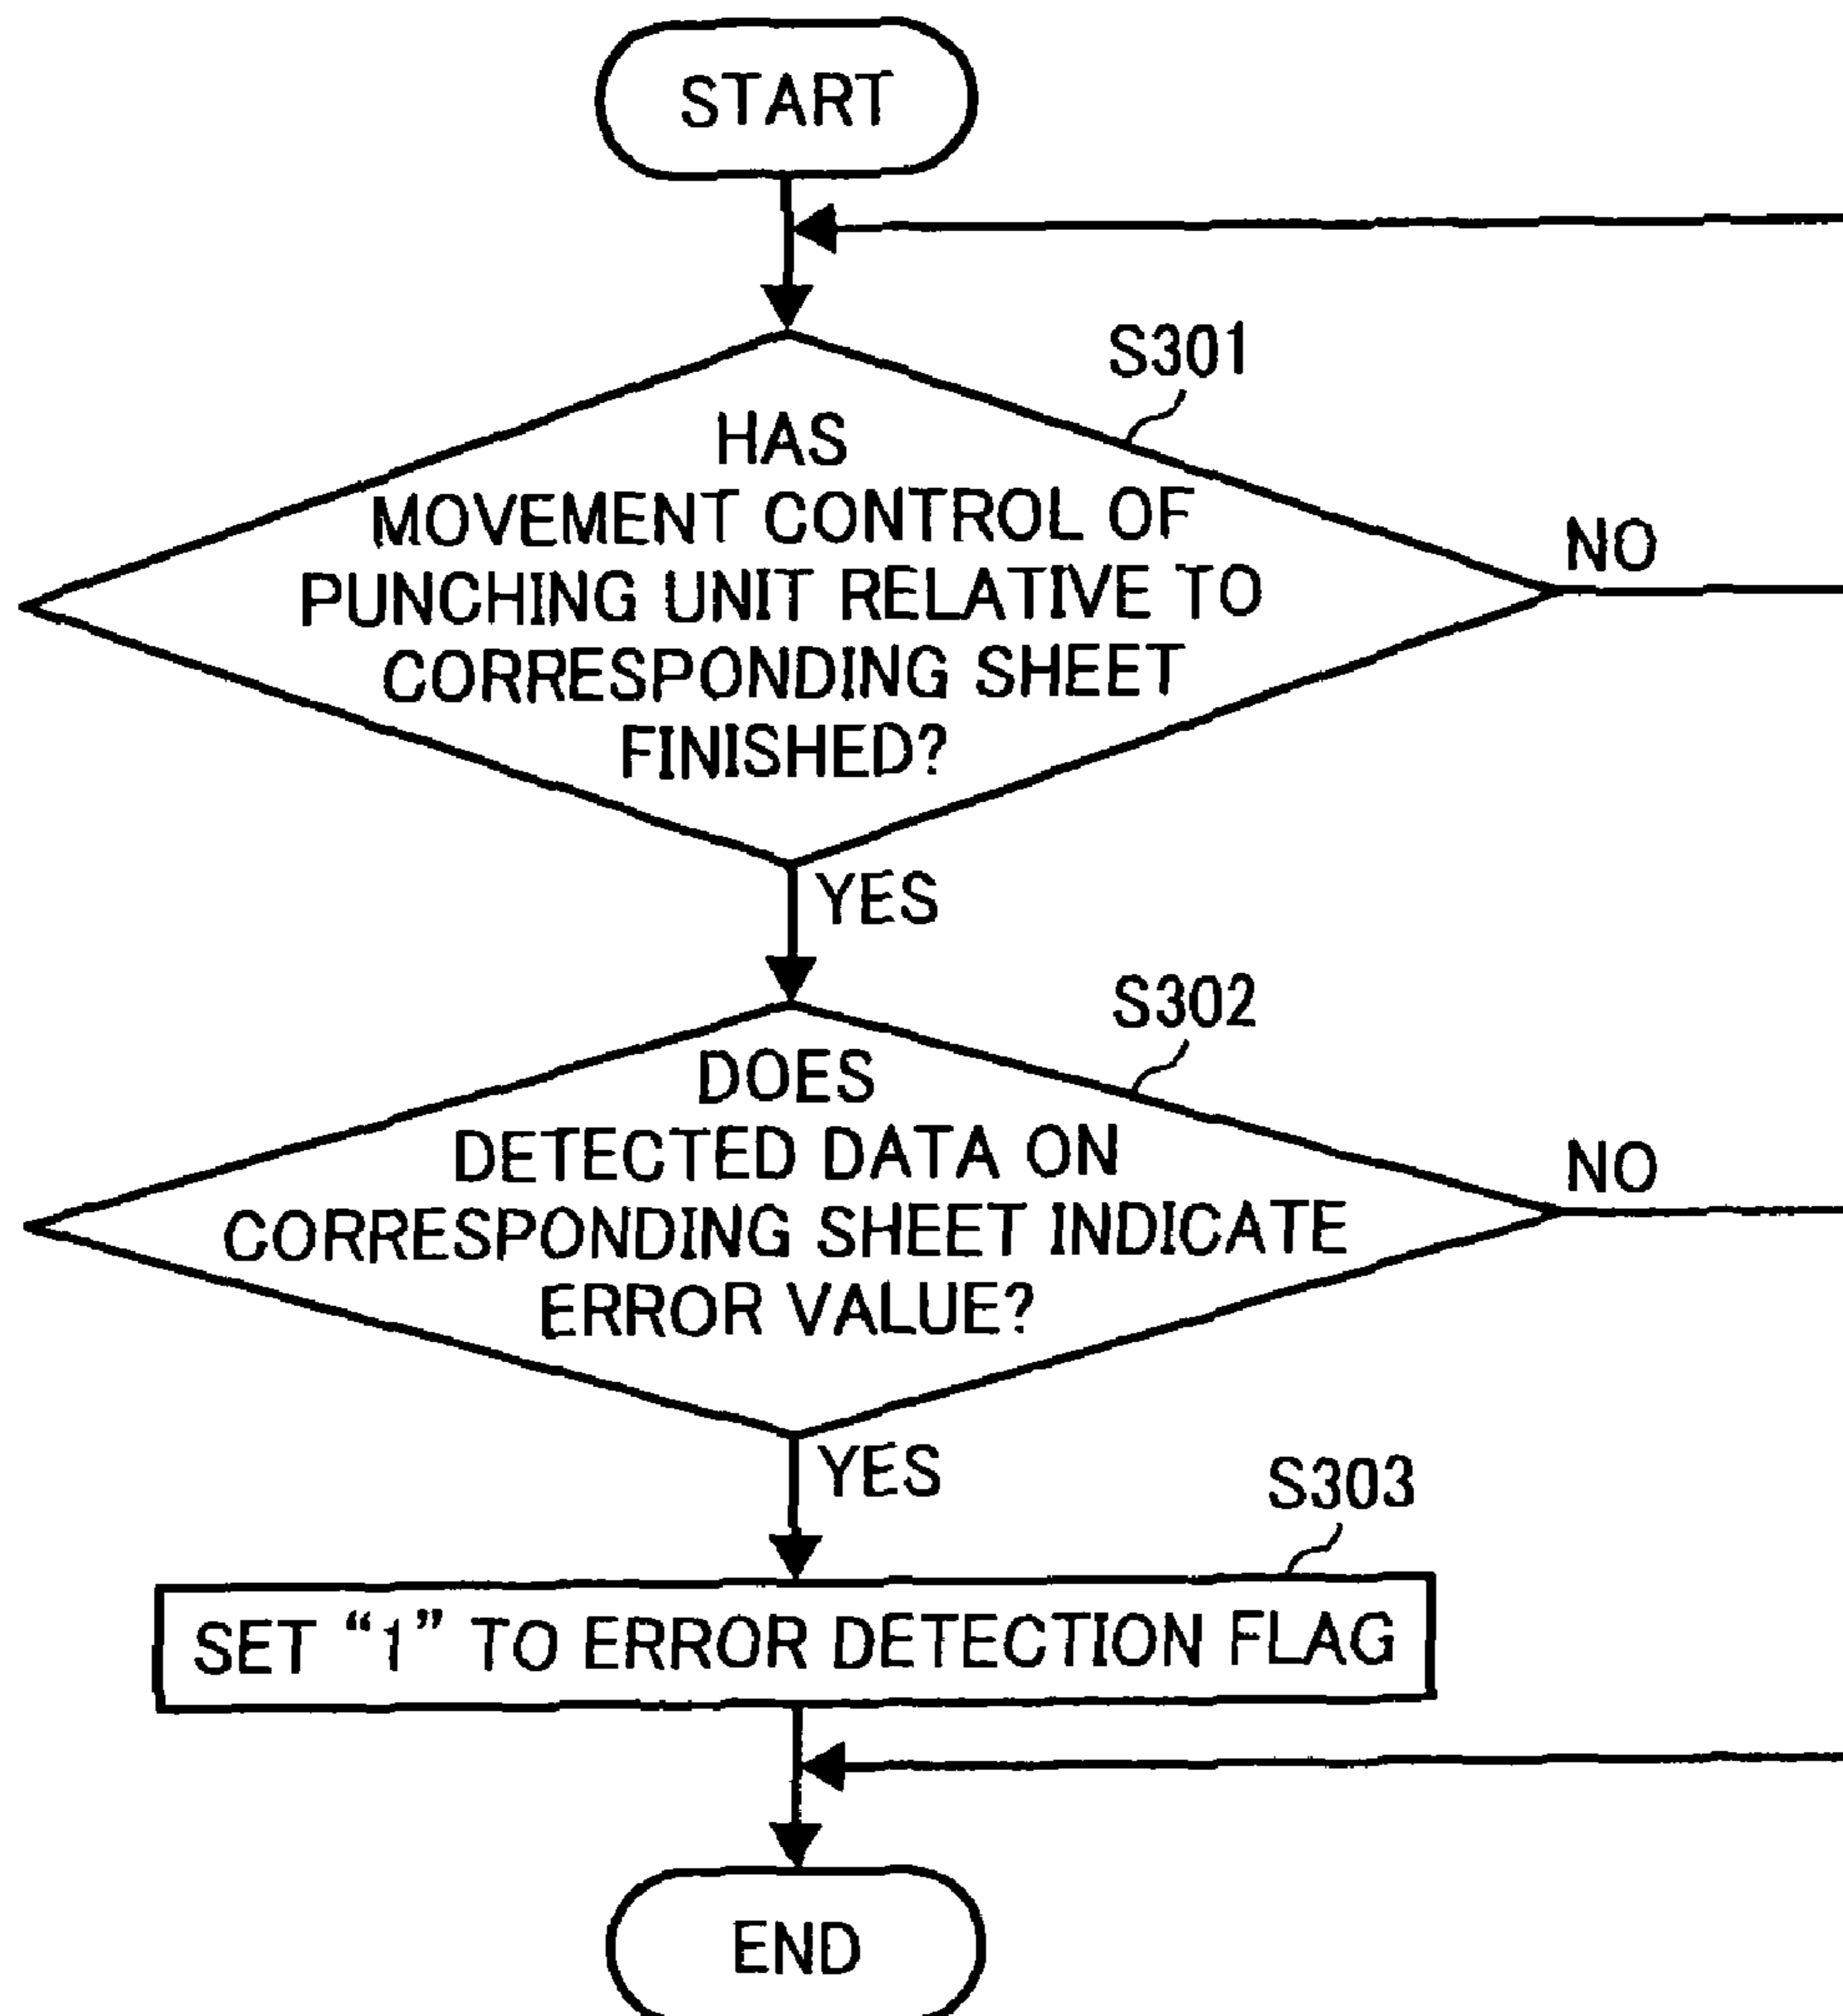 START
S301
HAS
MOVEMENT CONTROL OF
PUNCHING UNIT RELATIVE TO
CORRESPONDING SHEET
FINISHED?
NO
YES
S302
DOES
DETECTED DATA ON
CORRESPONDING SHEET INDICATE
ERROR VALUE?
NO
YES
S303
SET “1” TO ERROR DETECTION FLAG
END